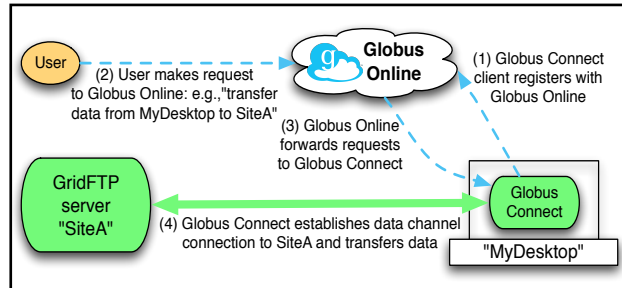 User
(2) User makes request
to Globus Online: e.g.,"transfer
data from MyDesktop to SiteA"
g
Globus
Online
(1) Globus Connect
client registers with
Globus Online
(3) Globus Online
forwards requests
to Globus Connect
GridFTP
server
"SiteA"
(4) Globus Connect establishes data channel
connection to SiteA and transfers data
Globus
Connect
"MyDesktop"